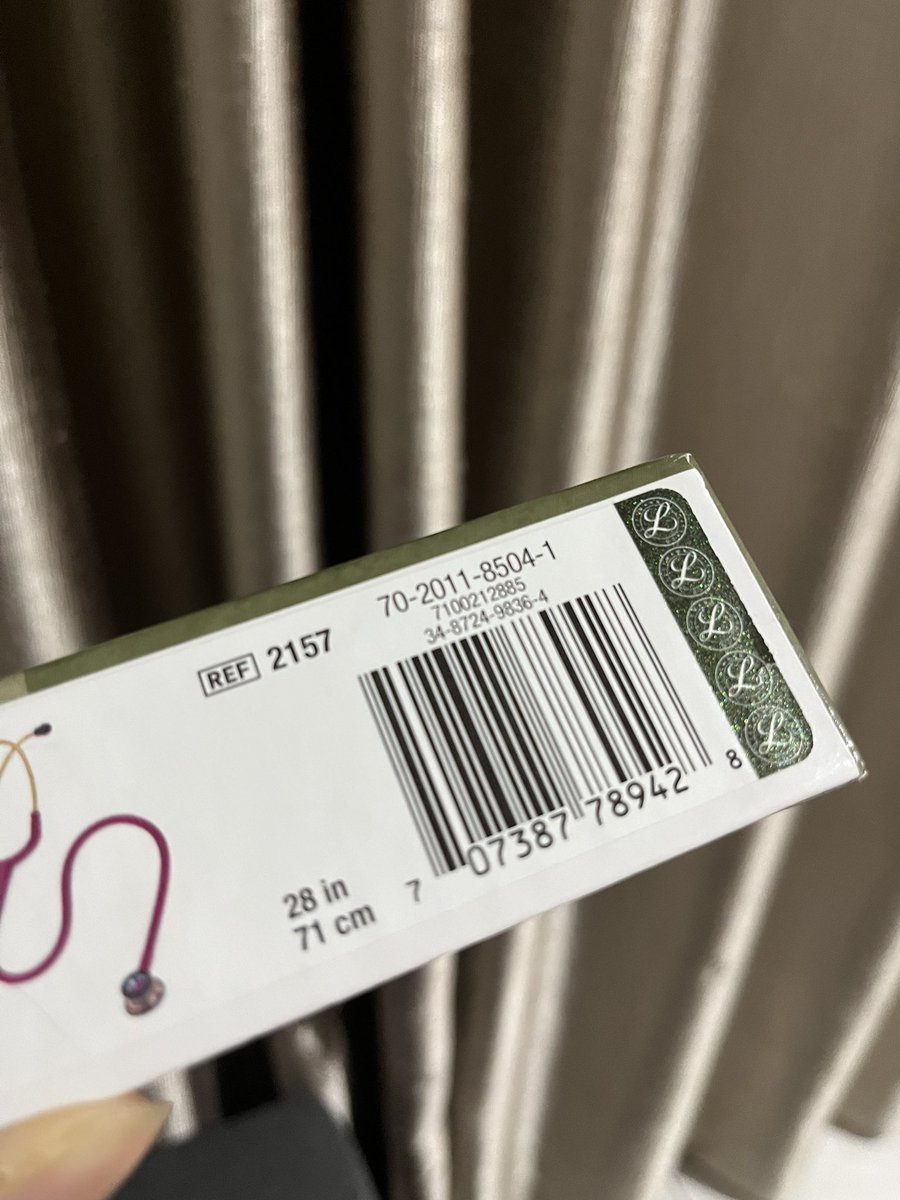 70-2011-8504-1
7100212885
34-8724-9836-4
REF 2157
7 07387 78942 8
28 in
71 cm
L
L
L
L
L